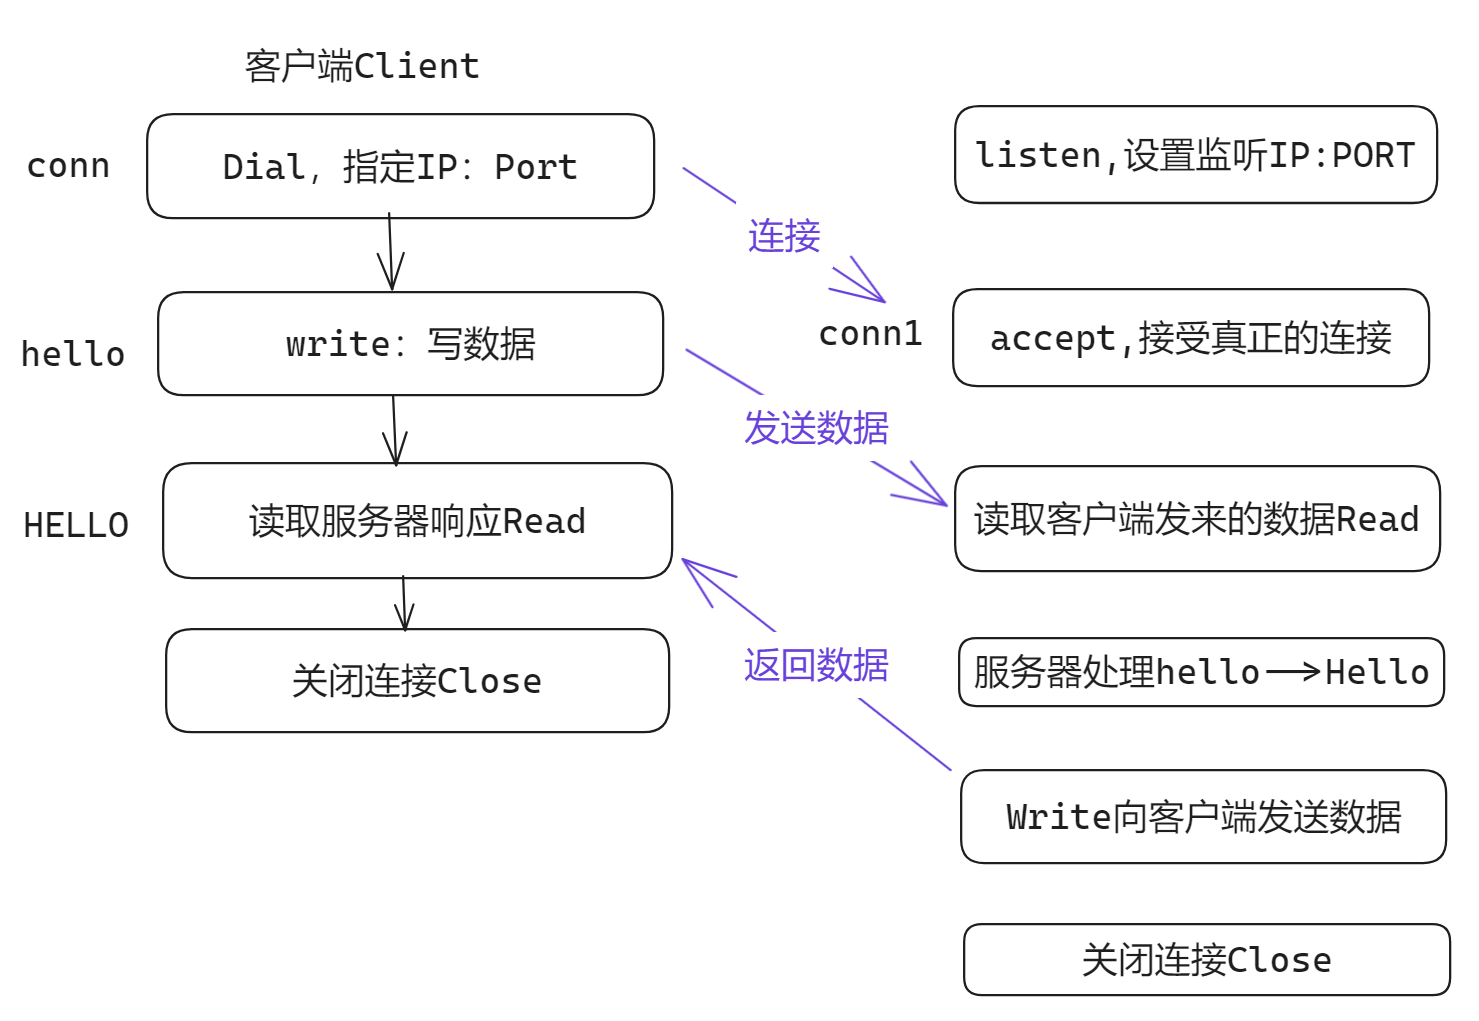 客户端Client
conn
Dial，指定IP：Port
listen,设置监听IP:PORT
连接
conn1
accept,接受真正的连接
hello
write：写数据
发送数据
HELLO
读取服务器响应Read
读取客户端发来的数据Read
关闭连接Close
返回数据
服务器处理hello-->Hello
Write向客户端发送数据
关闭连接Close